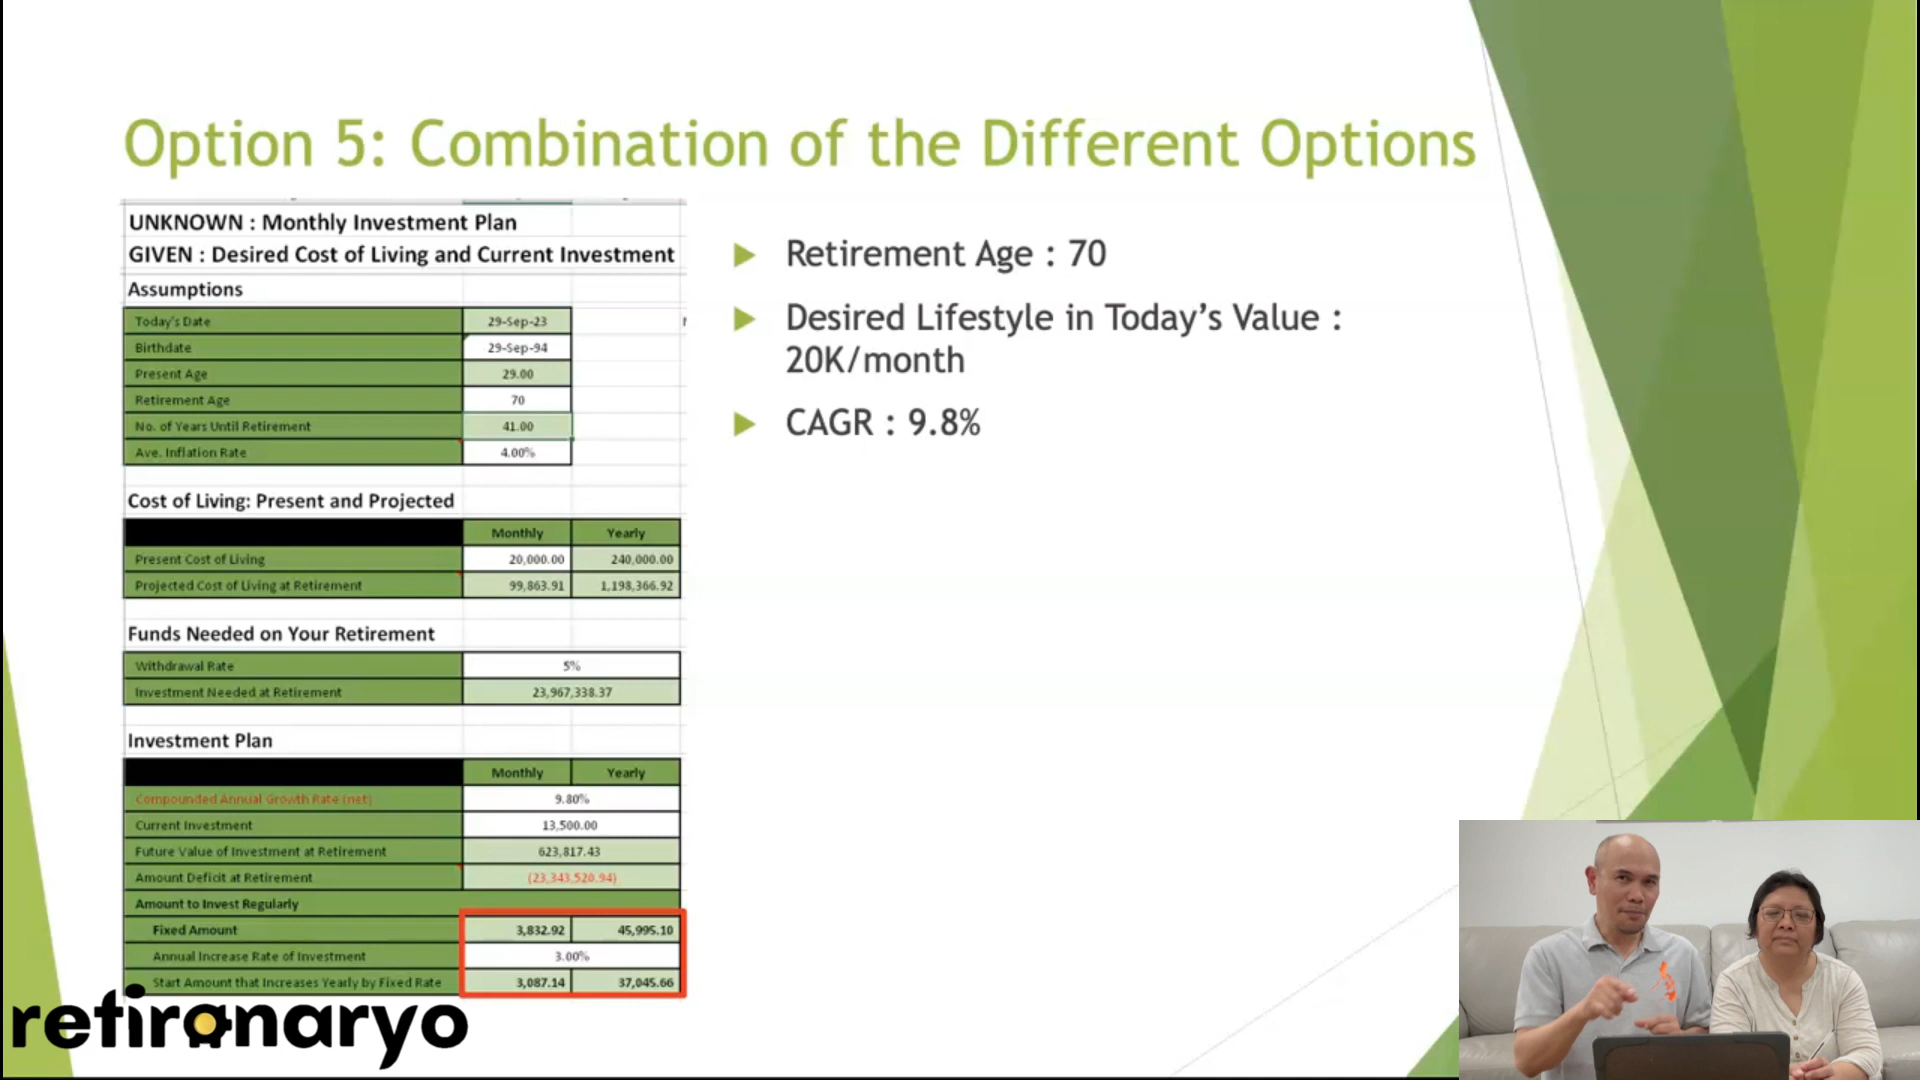 Option 5: Combination of the Different Options
UNKNOWN : Monthly Investment Plan
GIVEN : Desired Cost of Living and Current Investment
Assumptions
Today's Date 29-Sep-23
Birthdate 29-Sep-94
Present Age 29.00
Retirement Age 70
No. of Years Until Retirement 41.00
Ave. Inflation Rate 4.00%
Cost of Living: Present and Projected
Monthly Yearly
Present Cost of Living 20,000.00 240,000.00
Projected Cost of Living at Retirement 99,863.91 1,198,366.92
Funds Needed on Your Retirement
Withdrawal Rate 5%
Investment Needed at Retirement 23,967,338.37
Investment Plan
Monthly Yearly
Compounded Annual Growth Rate (net) 9.80%
Current Investment 13,500.00
Future Value of Investment at Retirement 623,817.43
Amount Deficit at Retirement (23,343,520.94)
Amount to Invest Regularly
Fixed Amount 3,832.92 45,995.10
Annual Increase Rate of Investment 3.00%
Start Amount that Increases Yearly by Fixed Rate 3,087.14 37,045.66
Retirement Age : 70
Desired Lifestyle in Today's Value :
20K/month
CAGR : 9.8%
retironaryo